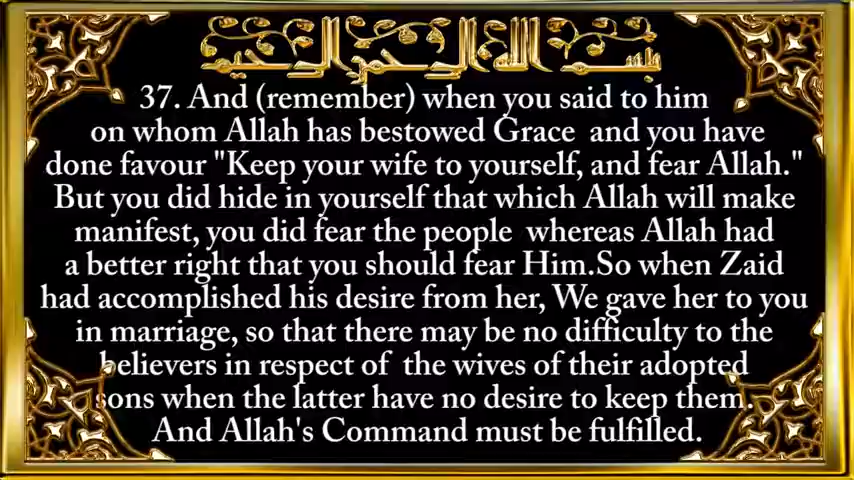 بسم الله الرحمن الرحيم
37. And (remember) when you said to him
on whom Allah has bestowed Grace and you have
done favour "Keep your wife to yourself, and fear Allah."
But you did hide in yourself that which Allah will make
manifest, you did fear the people whereas Allah had
a better right that you should fear Him.So when Zaid
had accomplished his desire from her, We gave her to you
in marriage, so that there may be no difficulty to the
believers in respect of the wives of their adopted
sons when the latter have no desire to keep them.
And Allah's Command must be fulfilled.